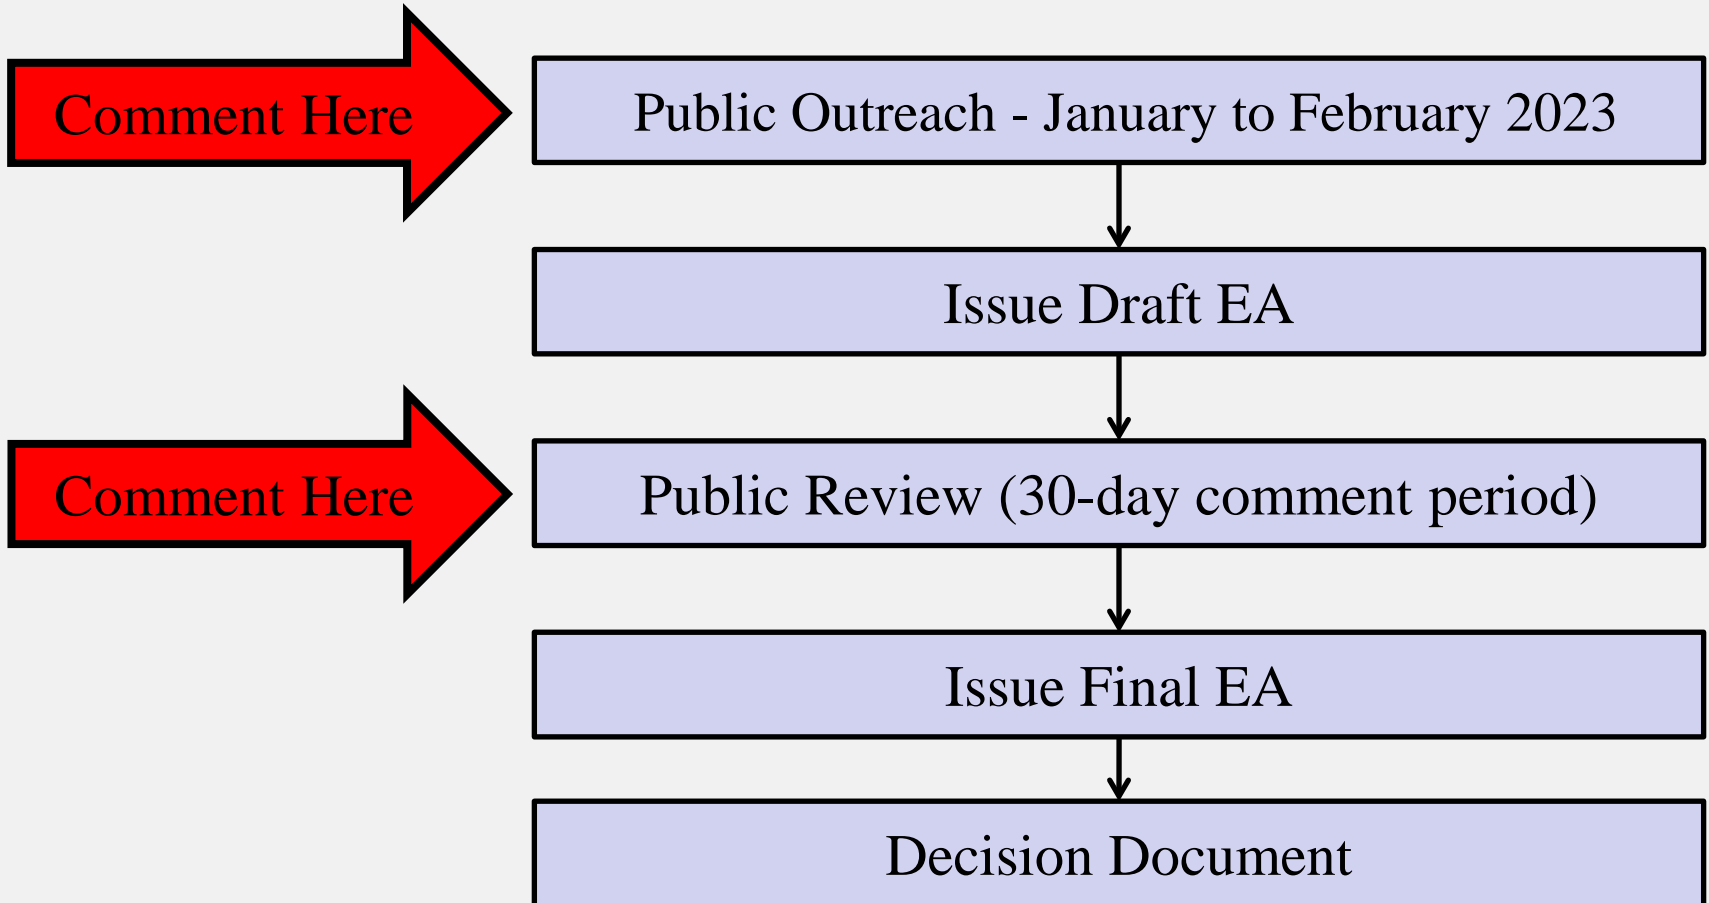 Comment Here
Public Outreach - January to February 2023
Issue Draft EA
Comment Here
Public Review (30-day comment period)
Issue Final EA
Decision Document